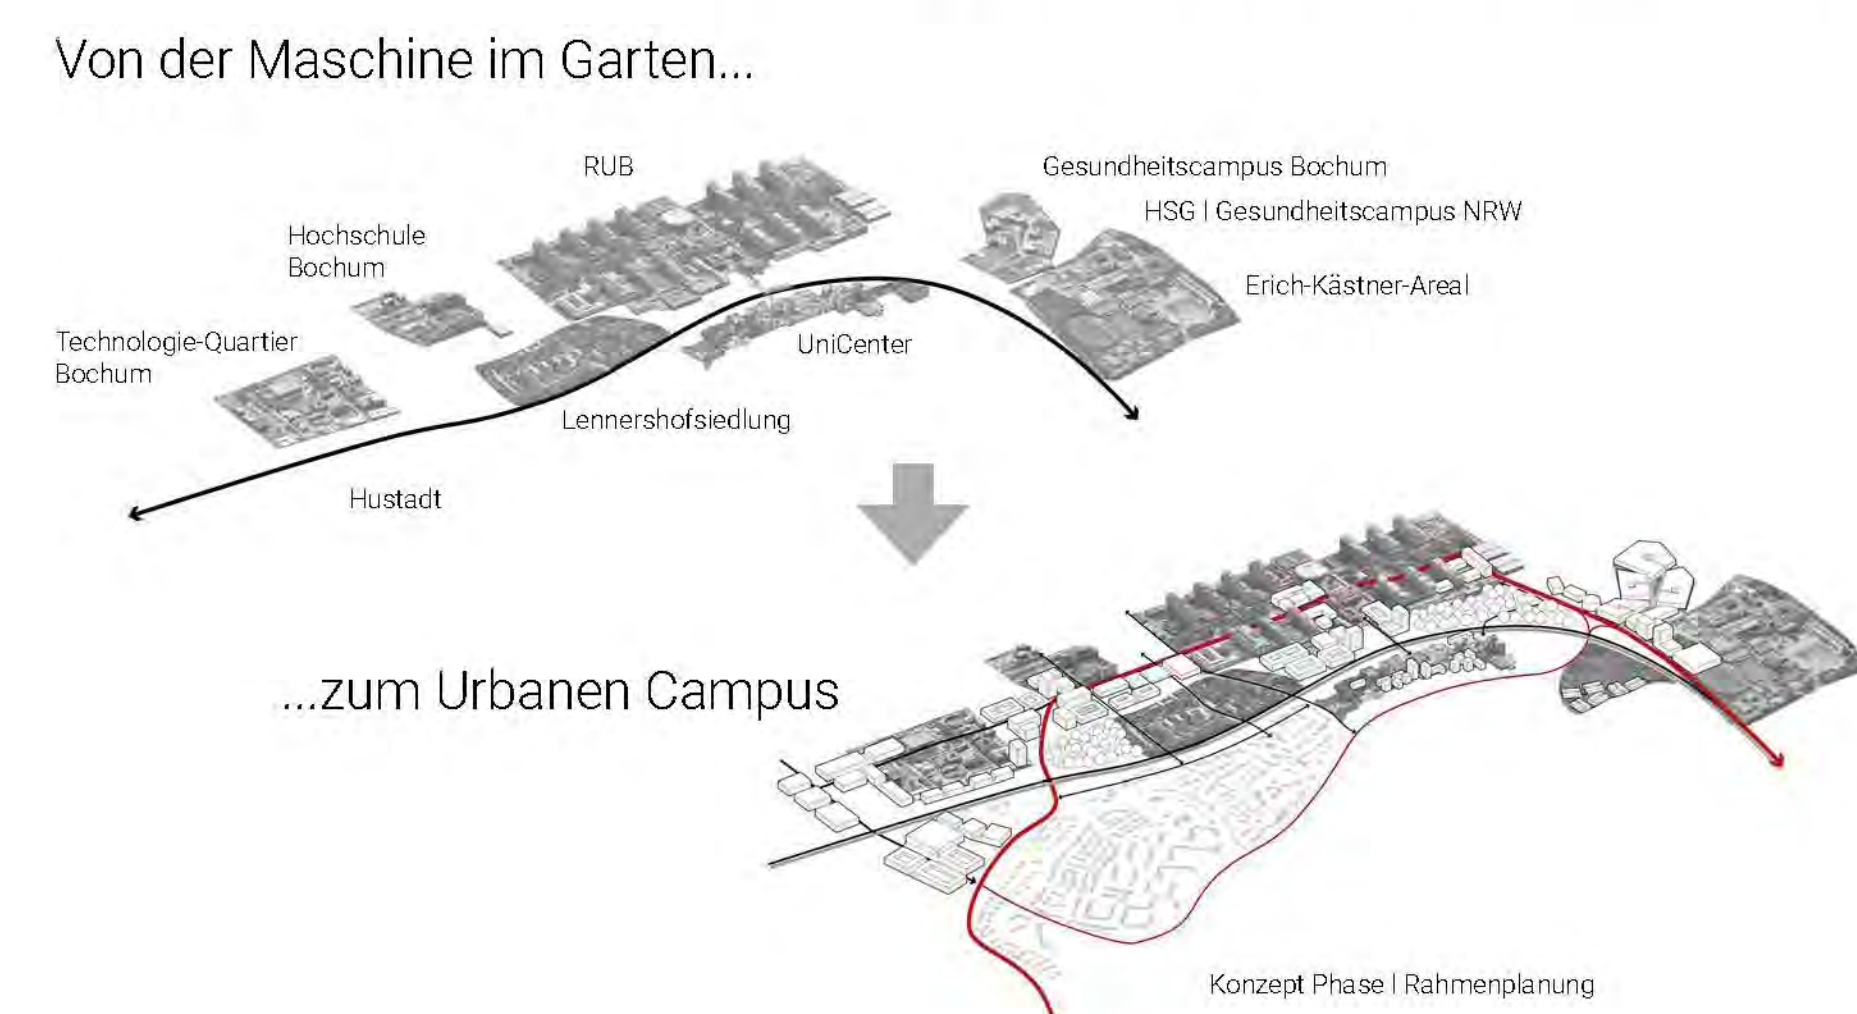 Von der Maschine im Garten...
RUB
Gesundheitscampus Bochum
HSG | Gesundheitscampus NRW
Hochschule
Bochum
Erich-Kästner-Areal
Technologie-Quartier
Bochum
UniCenter
Lennershofsiedlung
Hustadt
...zum Urbanen Campus
Konzept Phase | Rahmenplanung